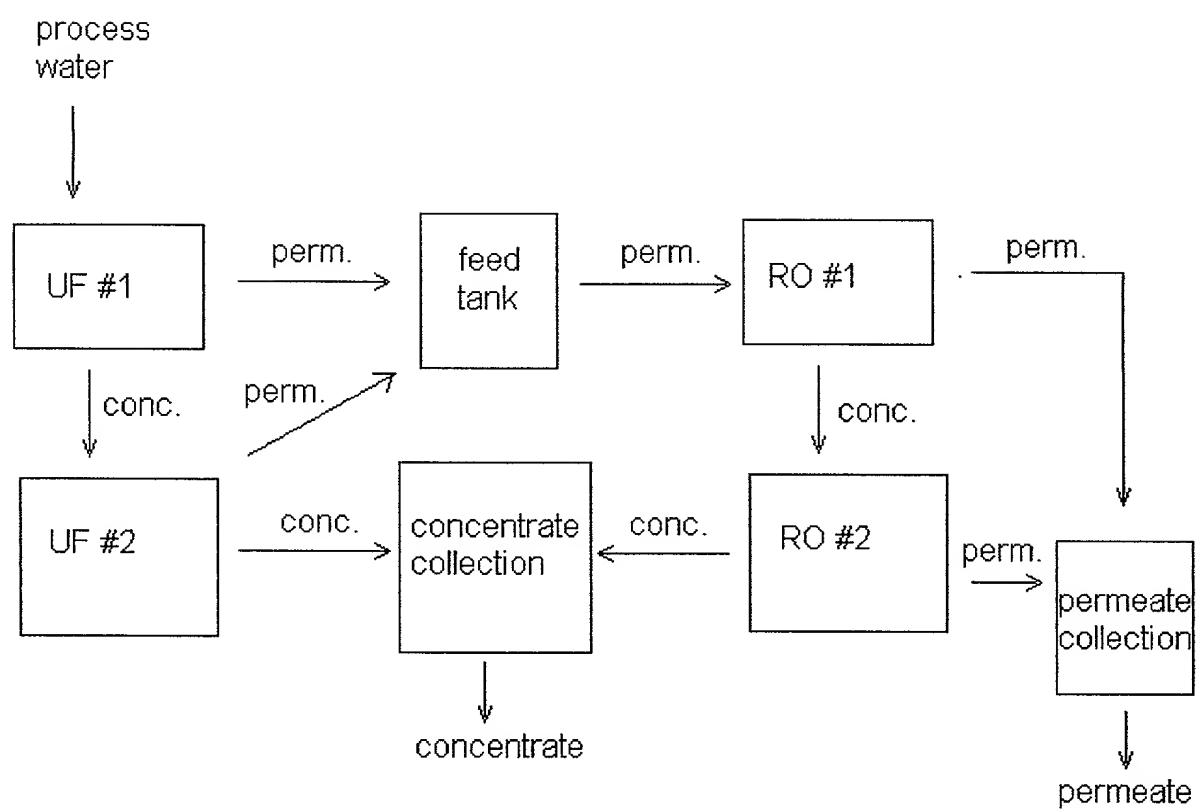 process
water
UF #1
perm.
feed
tank
perm.
RO #1
perm.
conc.
perm.
conc.
UF #2
conc.
concentrate
collection
conc.
RO #2
perm.
permeate
collection
concentrate
permeate